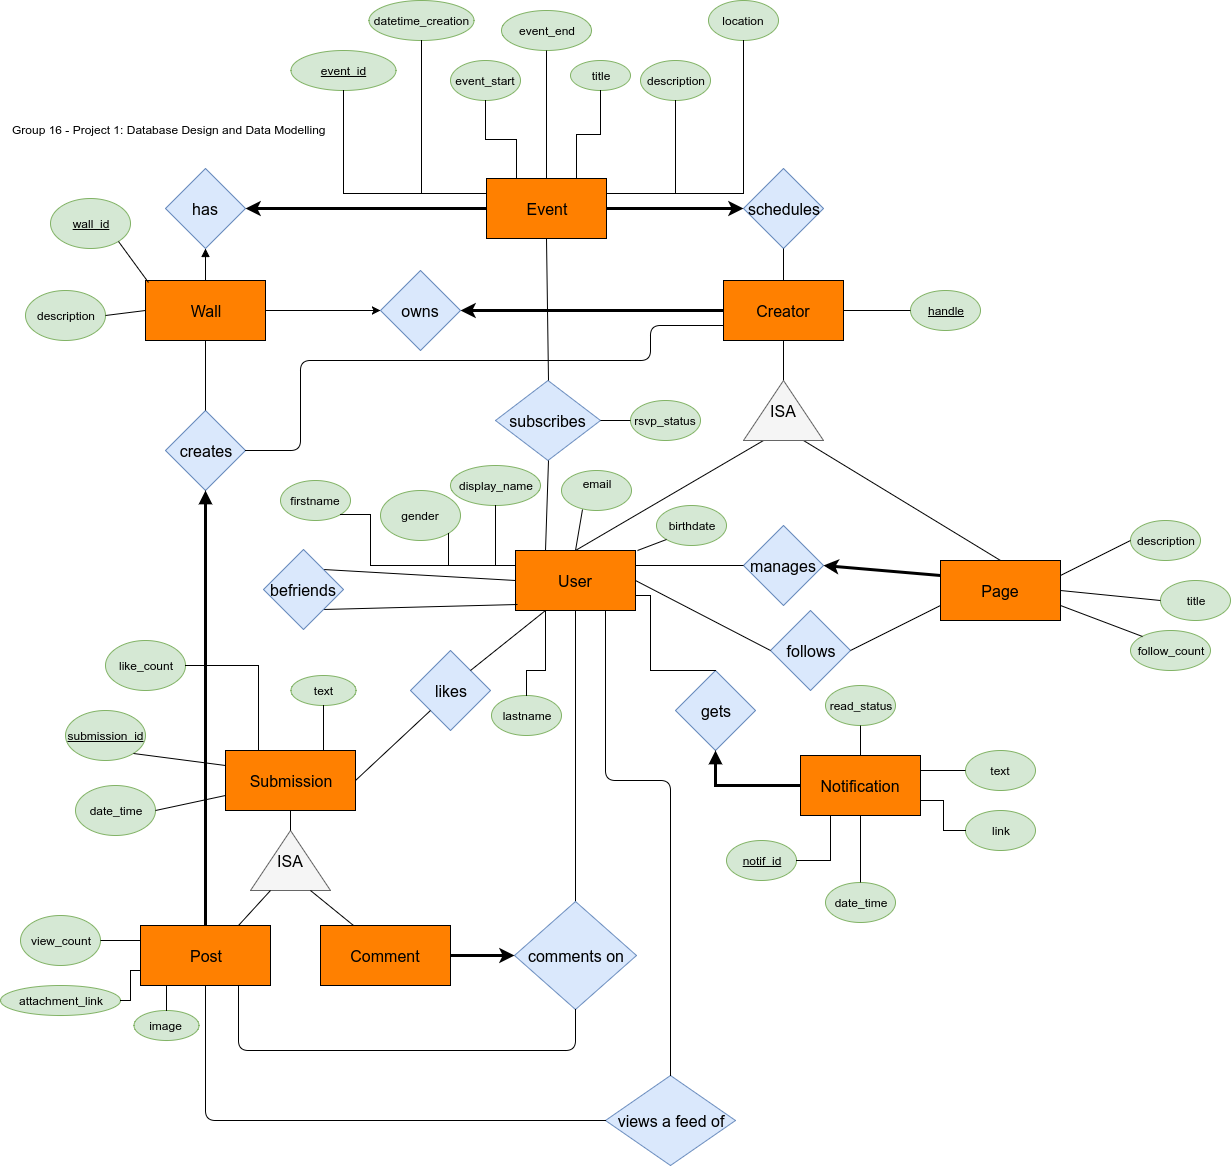 datetime_creation
location
event_end
event_id
event_start
title
description
Group 16 - Project 1: Database Design and Data Modelling
has
Event
schedules
wall_id
description
Wall
owns
Creator
handle
ISA
subscribes
rsvp_status
creates
display_name
email
firstname
gender
birthdate
description
befriends
User
manages
Page
title
follows
follow_count
like_count
text
likes
lastname
gets
read_status
submission_id
Submission
Notification
text
date_time
link
ISA
notif_id
date_time
view_count
Post
Comment
comments on
attachment_link
image
views a feed of